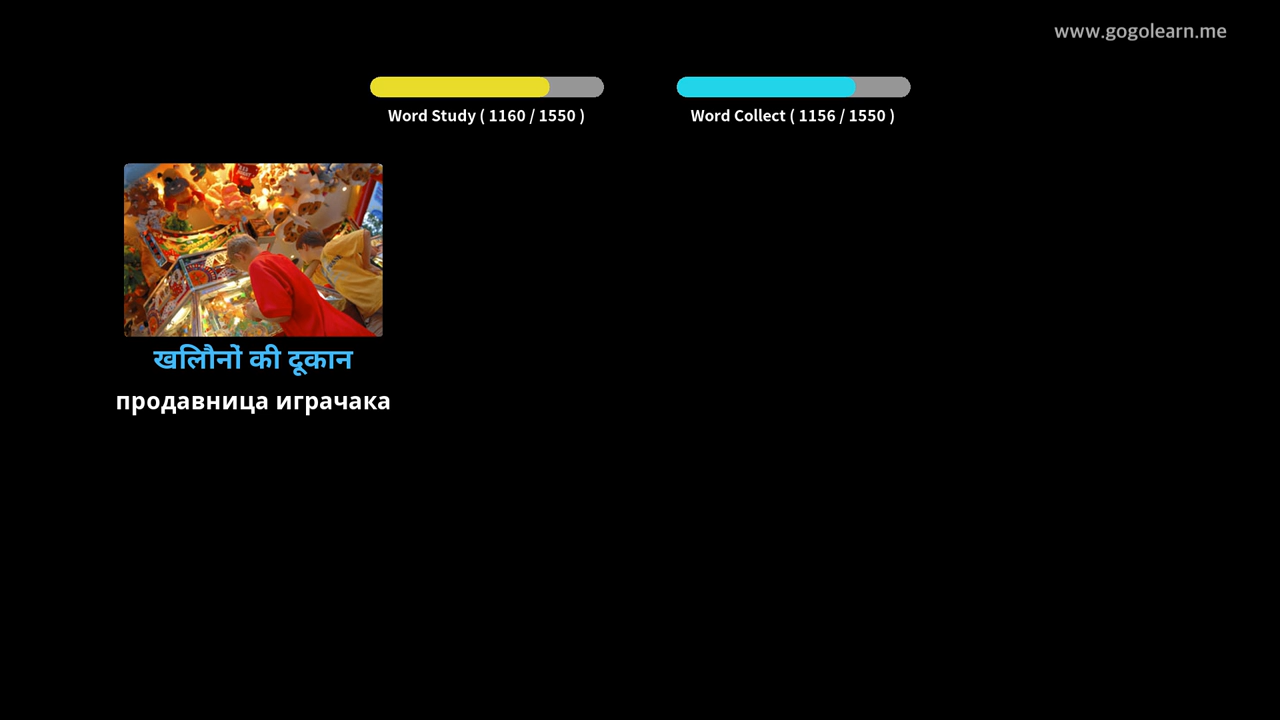 www.gogolearn.me
Word Study ( 1160 / 1550 )
Word Collect ( 1156 / 1550 )
खिलौनों की दूकान
продавница играчака